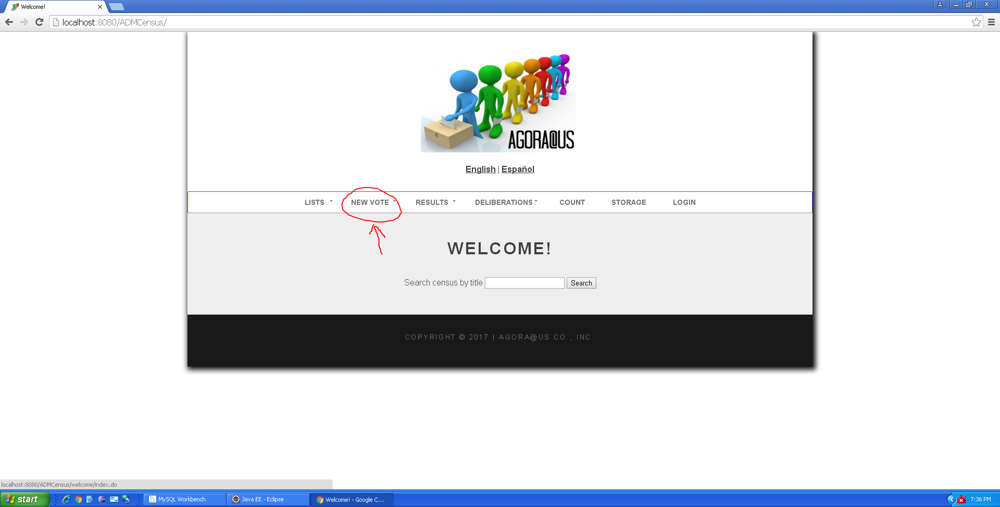 Welcome!
localhost:8080/ADMCensus/
AGORA@US
English | Español
LISTS NEW VOTE RESULTS DELIBERATIONS COUNT STORAGE LOGIN
WELCOME!
Search census by title Search
COPYRIGHT © 2017 | AGORA@US CO., INC.
localhost:8080/ADMCensus/welcome/index.do
start MySQL Workbench Java EE - Eclipse Welcome! - Google C... 7:36 PM